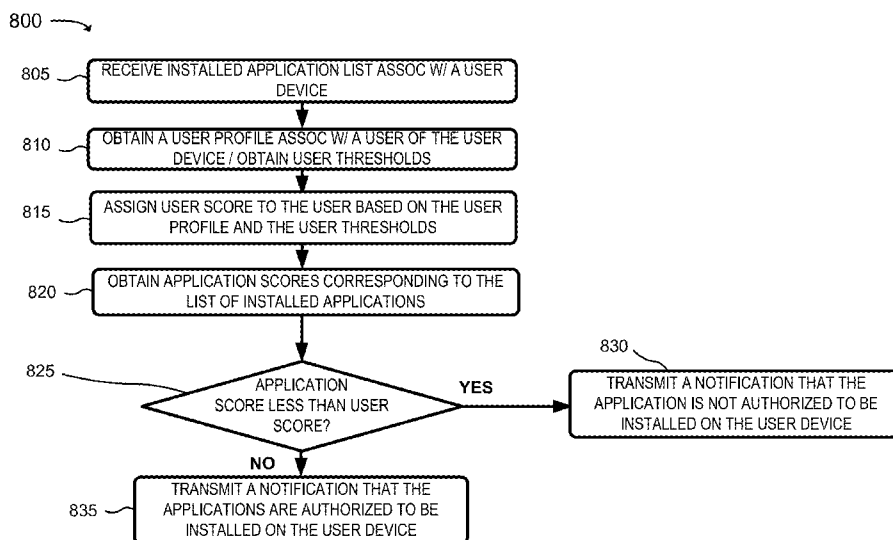 800
805
RECEIVE INSTALLED APPLICATION LIST ASSOC W/ A USER
DEVICE
810
OBTAIN A USER PROFILE ASSOC W/ A USER OF THE USER
DEVICE / OBTAIN USER THRESHOLDS
815
ASSIGN USER SCORE TO THE USER BASED ON THE USER
PROFILE AND THE USER THRESHOLDS
820
OBTAIN APPLICATION SCORES CORRESPONDING TO THE
LIST OF INSTALLED APPLICATIONS
825
APPLICATION
SCORE LESS THAN USER
SCORE?
YES
830
TRANSMIT A NOTIFICATION THAT THE
APPLICATION IS NOT AUTHORIZED TO BE
INSTALLED ON THE USER DEVICE
NO
835
TRANSMIT A NOTIFICATION THAT THE
APPLICATIONS ARE AUTHORIZED TO BE
INSTALLED ON THE USER DEVICE